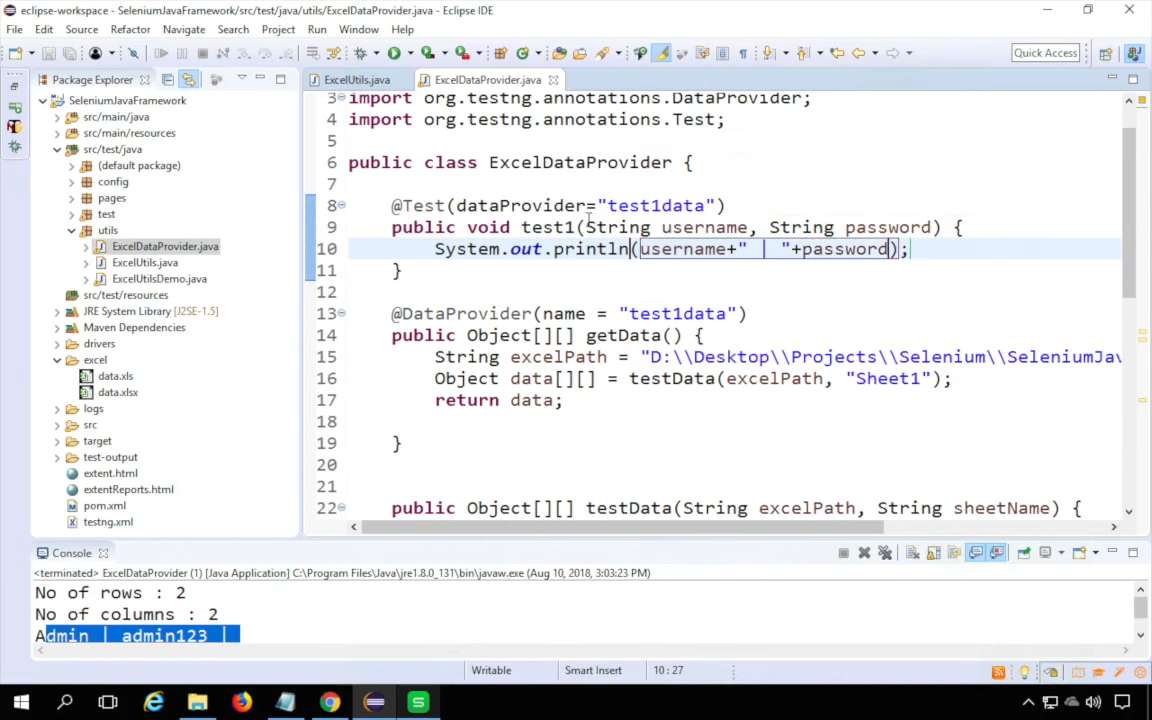 eclipse-workspace - SeleniumJavaFramework/src/test/java/utils/ExcelDataProvider.java - Eclipse IDE
File Edit Source Refactor Navigate Search Project Run Window Help
Quick Access
Package Explorer
SeleniumJavaFramework
src/main/java
src/main/resources
src/test/java
(default package)
config
pages
test
utils
ExcelDataProvider.java
ExcelUtils.java
ExcelUtilsDemo.java
src/test/resources
JRE System Library [J2SE-1.5]
Maven Dependencies
drivers
excel
data.xls
data.xlsx
logs
src
target
test-output
extent.html
extentReports.html
pom.xml
testng.xml
ExcelUtils.java ExcelDataProvider.java
3 import org.testng.annotations.DataProvider;
4 import org.testng.annotations.Test;
5
6 public class ExcelDataProvider {
7
8 @Test(dataProvider="test1data")
9 public void test1(String username, String password) {
10 System.out.println(username+" | "+password);
11 }
12
13 @DataProvider(name = "test1data")
14 public Object[][] getData() {
15 String excelPath = "D:\\Desktop\\Projects\\Selenium\\SeleniumJav
16 Object data[][] = testData(excelPath, "Sheet1");
17 return data;
18
19 }
20
21
22 public Object[][] testData(String excelPath, String sheetName) {
Console
<terminated> ExcelDataProvider (1) [Java Application] C:\Program Files\Java\jre1.8.0_131\bin\javaw.exe (Aug 10, 2018, 3:03:23 PM)
No of rows : 2
No of columns : 2
Admin | admin123 |
Writable Smart Insert 10 : 27